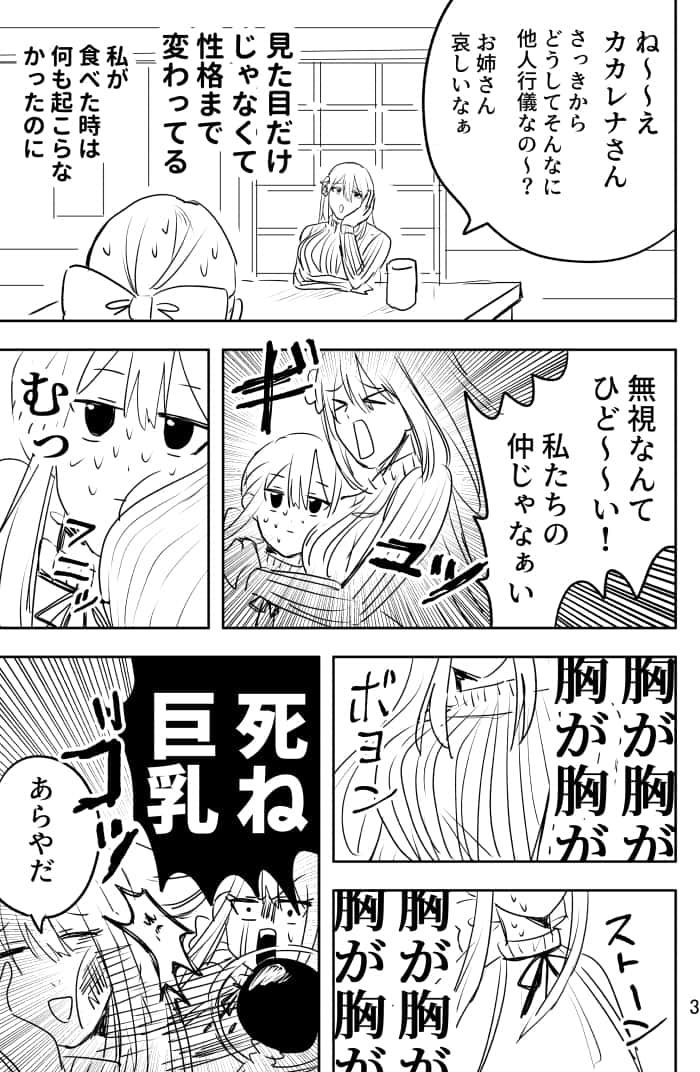 ね～～え
カカレナさん
さっきから
どうしてそんなに
他人行儀なの～？
お姉さん
哀しいなぁ
見た目だけ
じゃなくて
性格まで
変わってる
私が
食べた時は
何も起こらな
かったのに
無視なんて
ひど～～い！
私たちの
仲じゃなぁい
ギュッ
むっ
ムニッ
胸が胸が
胸が胸が
ボヨン
胸が胸が
胸が胸が
ストーン
死ね
巨乳
ボコッ
あらやだ
3